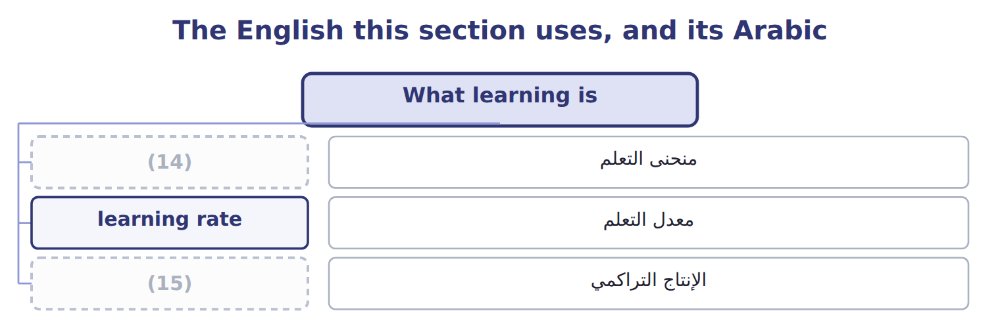 The English this section uses, and its Arabic
What learning is
(14)
منحنى التعلم
learning rate
معدل التعلم
(15)
الإنتاج التراكمي